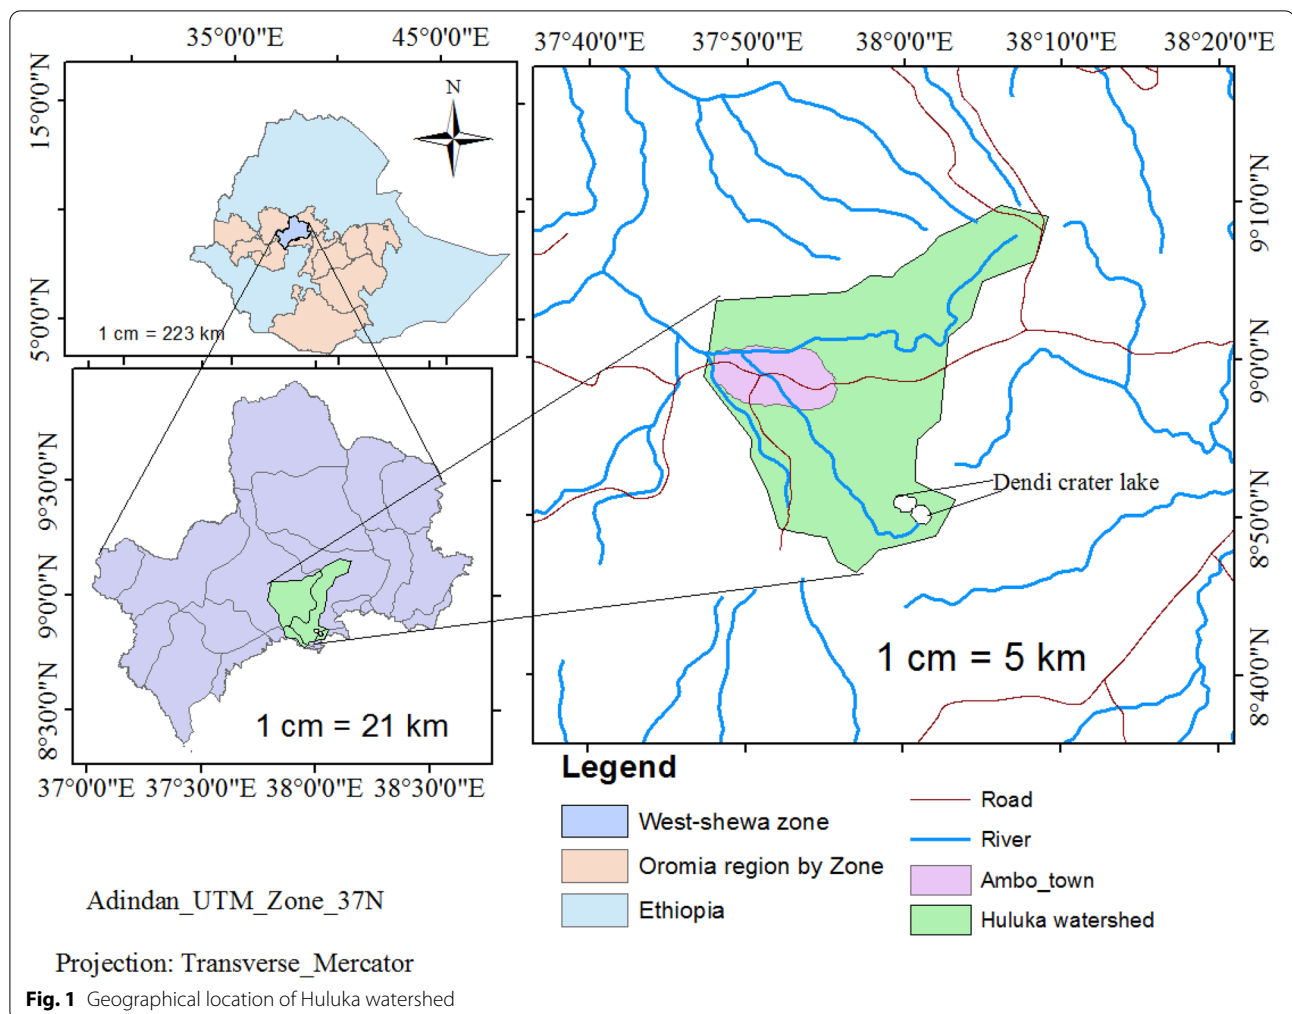 35°0'0"E
45°0'0"E
15°0'0"N
5°0'0"N
N
1 cm = 223 km
37°40'0"E
37°50'0"E
38°0'0"E
38°10'0"E
38°20'0"E
9°10'0"N
9°0'0"N
8°50'0"N
8°40'0"N
Dendi crater lake
1 cm = 5 km
9°30'0"N
9°0'0"N
8°30'0"N
1 cm = 21 km
37°0'0"E
37°30'0"E
38°0'0"E
38°30'0"E
Legend
West-shewa zone
Oromia region by Zone
Ethiopia
Road
River
Ambo_town
Huluka watershed
Adindan_UTM_Zone_37N
Projection: Transverse_Mercator
Fig. 1 Geographical location of Huluka watershed